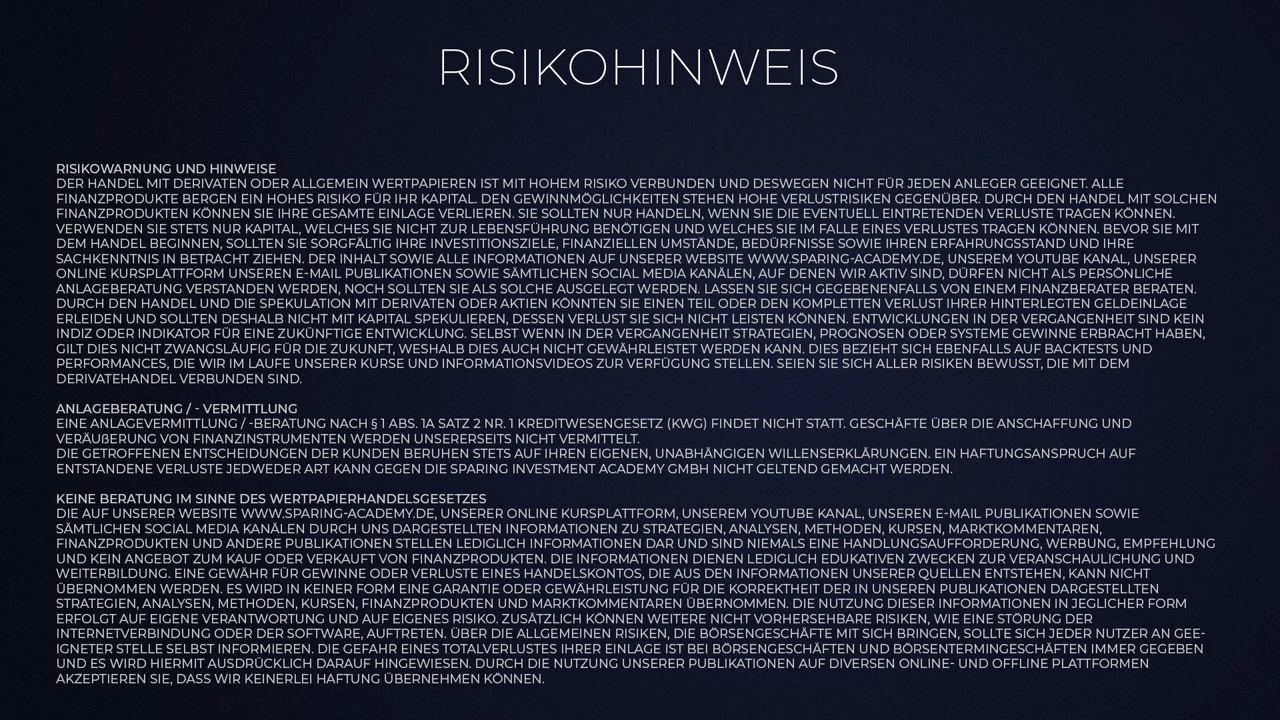 RISIKOHINWEIS
RISIKOWARNUNG UND HINWEISE
DER HANDEL MIT DERIVATEN ODER ALLGEMEIN WERTPAPIEREN IST MIT HOHEM RISIKO VERBUNDEN UND DESWEGEN NICHT FÜR JEDEN ANLEGER GEEIGNET. ALLE
FINANZPRODUKTE BERGEN EIN HOHES RISIKO FÜR IHR KAPITAL. DEN GEWINNMÖGLICHKEITEN STEHEN HOHE VERLUSTRISIKEN GEGENÜBER. DURCH DEN HANDEL MIT SOLCHEN
FINANZPRODUKTEN KÖNNEN SIE IHRE GESAMTE EINLAGE VERLIEREN. SIE SOLLTEN NUR HANDELN, WENN SIE DIE EVENTUELL EINTRETENDEN VERLUSTE TRAGEN KÖNNEN.
VERWENDEN SIE STETS NUR KAPITAL, WELCHES SIE NICHT ZUR LEBENSFÜHRUNG BENÖTIGEN UND WELCHES SIE IM FALLE EINES VERLUSTES TRAGEN KÖNNEN. BEVOR SIE MIT
DEM HANDEL BEGINNEN, SOLLTEN SIE SORGFÄLTIG IHRE INVESTITIONSZIELE, FINANZIELLEN UMSTÄNDE, BEDÜRFNISSE SOWIE IHREN ERFAHRUNGSSTAND UND IHRE
SACHKENNTNIS IN BETRACHT ZIEHEN. DER INHALT SOWIE ALLE INFORMATIONEN AUF UNSERER WEBSITE WWW.SPARING-ACADEMY.DE, UNSEREM YOUTUBE KANAL, UNSERER
ONLINE KURSPLATTFORM UNSEREN E-MAIL PUBLIKATIONEN SOWIE SÄMTLICHEN SOCIAL MEDIA KANÄLEN, AUF DENEN WIR AKTIV SIND, DÜRFEN NICHT ALS PERSÖNLICHE
ANLAGEBERATUNG VERSTANDEN WERDEN, NOCH SOLLTEN SIE ALS SOLCHE AUSGELEGT WERDEN. LASSEN SIE SICH GEGEBENENFALLS VON EINEM FINANZBERATER BERATEN.
DURCH DEN HANDEL UND DIE SPEKULATION MIT DERIVATEN ODER AKTIEN KÖNNTEN SIE EINEN TEIL ODER DEN KOMPLETTEN VERLUST IHRER HINTERLEGTEN GELDEINLAGE
ERLEIDEN UND SOLLTEN DESHALB NICHT MIT KAPITAL SPEKULIEREN, DESSEN VERLUST SIE SICH NICHT LEISTEN KÖNNEN. ENTWICKLUNGEN IN DER VERGANGENHEIT SIND KEIN
INDIZ ODER INDIKATOR FÜR EINE ZUKÜNFTIGE ENTWICKLUNG. SELBST WENN IN DER VERGANGENHEIT STRATEGIEN, PROGNOSEN ODER SYSTEME GEWINNE ERBRACHT HABEN,
GILT DIES NICHT ZWANGSLÄUFIG FÜR DIE ZUKUNFT, WESHALB DIES AUCH NICHT GEWÄHRLEISTET WERDEN KANN. DIES BEZIEHT SICH EBENFALLS AUF BACKTESTS UND
PERFORMANCES, DIE WIR IM LAUFE UNSERER KURSE UND INFORMATIONSVIDEOS ZUR VERFÜGUNG STELLEN. SEIEN SIE SICH ALLER RISIKEN BEWUSST, DIE MIT DEM
DERIVATEHANDEL VERBUNDEN SIND.
ANLAGEBERATUNG / - VERMITTLUNG
EINE ANLAGEVERMITTLUNG / -BERATUNG NACH § 1 ABS. 1A SATZ 2 NR. 1 KREDITWESENGESETZ (KWG) FINDET NICHT STATT. GESCHÄFTE ÜBER DIE ANSCHAFFUNG UND
VERÄUßERUNG VON FINANZINSTRUMENTEN WERDEN UNSERERSEITS NICHT VERMITTELT.
DIE GETROFFENEN ENTSCHEIDUNGEN DER KUNDEN BERUHEN STETS AUF IHREN EIGENEN, UNABHÄNGIGEN WILLENSERKLÄRUNGEN. EIN HAFTUNGSANSPRUCH AUF
ENTSTANDENE VERLUSTE JEDWEDER ART KANN GEGEN DIE SPARING INVESTMENT ACADEMY GMBH NICHT GELTEND GEMACHT WERDEN.
KEINE BERATUNG IM SINNE DES WERTPAPIERHANDELSGESETZES
DIE AUF UNSERER WEBSITE WWW.SPARING-ACADEMY.DE, UNSERER ONLINE KURSPLATTFORM, UNSEREM YOUTUBE KANAL, UNSEREN E-MAIL PUBLIKATIONEN SOWIE
SÄMTLICHEN SOCIAL MEDIA KANÄLEN DURCH UNS DARGESTELLTEN INFORMATIONEN ZU STRATEGIEN, ANALYSEN, METHODEN, KURSEN, MARKTKOMMENTAREN,
FINANZPRODUKTEN UND ANDERE PUBLIKATIONEN STELLEN LEDIGLICH INFORMATIONEN DAR UND SIND NIEMALS EINE HANDLUNGSAUFFORDERUNG, WERBUNG, EMPFEHLUNG
UND KEIN ANGEBOT ZUM KAUF ODER VERKAUFT VON FINANZPRODUKTEN. DIE INFORMATIONEN DIENEN LEDIGLICH EDUKATIVEN ZWECKEN ZUR VERANSCHAULICHUNG UND
WEITERBILDUNG. EINE GEWÄHR FÜR GEWINNE ODER VERLUSTE EINES HANDELSKONTOS, DIE AUS DEN INFORMATIONEN UNSERER QUELLEN ENTSTEHEN, KANN NICHT
ÜBERNOMMEN WERDEN. ES WIRD IN KEINER FORM EINE GARANTIE ODER GEWÄHRLEISTUNG FÜR DIE KORREKTHEIT DER IN UNSEREN PUBLIKATIONEN DARGESTELLTEN
STRATEGIEN, ANALYSEN, METHODEN, KURSEN, FINANZPRODUKTEN UND MARKTKOMMENTAREN ÜBERNOMMEN. DIE NUTZUNG DIESER INFORMATIONEN IN JEGLICHER FORM
ERFOLGT AUF EIGENE VERANTWORTUNG UND AUF EIGENES RISIKO. ZUSÄTZLICH KÖNNEN WEITERE NICHT VORHERSEHBARE RISIKEN, WIE EINE STÖRUNG DER
INTERNETVERBINDUNG ODER DER SOFTWARE, AUFTRETEN. ÜBER DIE ALLGEMEINEN RISIKEN, DIE BÖRSENGESCHÄFTE MIT SICH BRINGEN, SOLLTE SICH JEDER NUTZER AN GEE-
IGNETER STELLE SELBST INFORMIEREN. DIE GEFAHR EINES TOTALVERLUSTES IHRER EINLAGE IST BEI BÖRSENGESCHÄFTEN UND BÖRSENTERMINGESCHÄFTEN IMMER GEGEBEN
UND ES WIRD HIERMIT AUSDRÜCKLICH DARAUF HINGEWIESEN. DURCH DIE NUTZUNG UNSERER PUBLIKATIONEN AUF DIVERSEN ONLINE- UND OFFLINE PLATTFORMEN
AKZEPTIEREN SIE, DASS WIR KEINERLEI HAFTUNG ÜBERNEHMEN KÖNNEN.